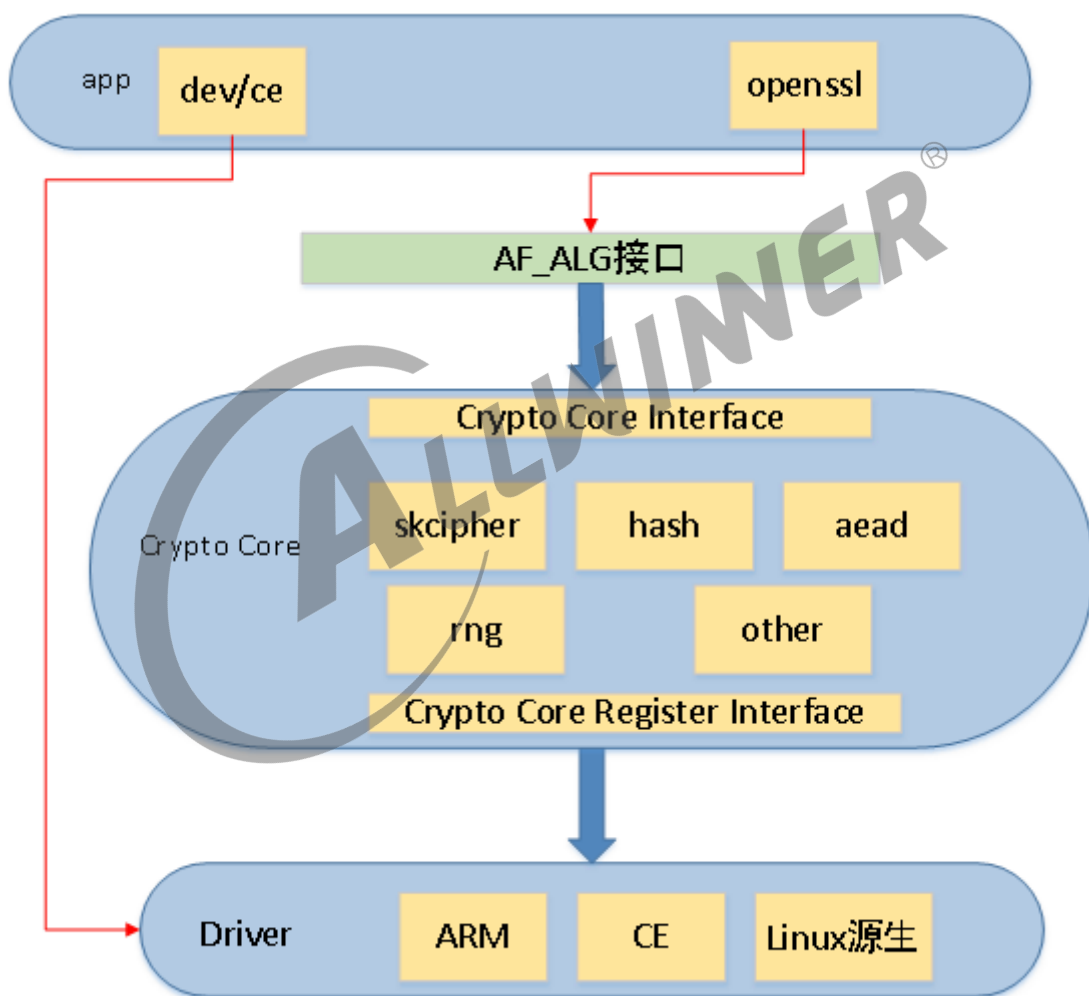 app
dev/ce
openssl
AF_ALG接口
Crypto Core Interface
skcipher
hash
aead
Crypto Core
rng
other
Crypto Core Register Interface
Driver
ARM
CE
Linux源生
ALLWINNER®